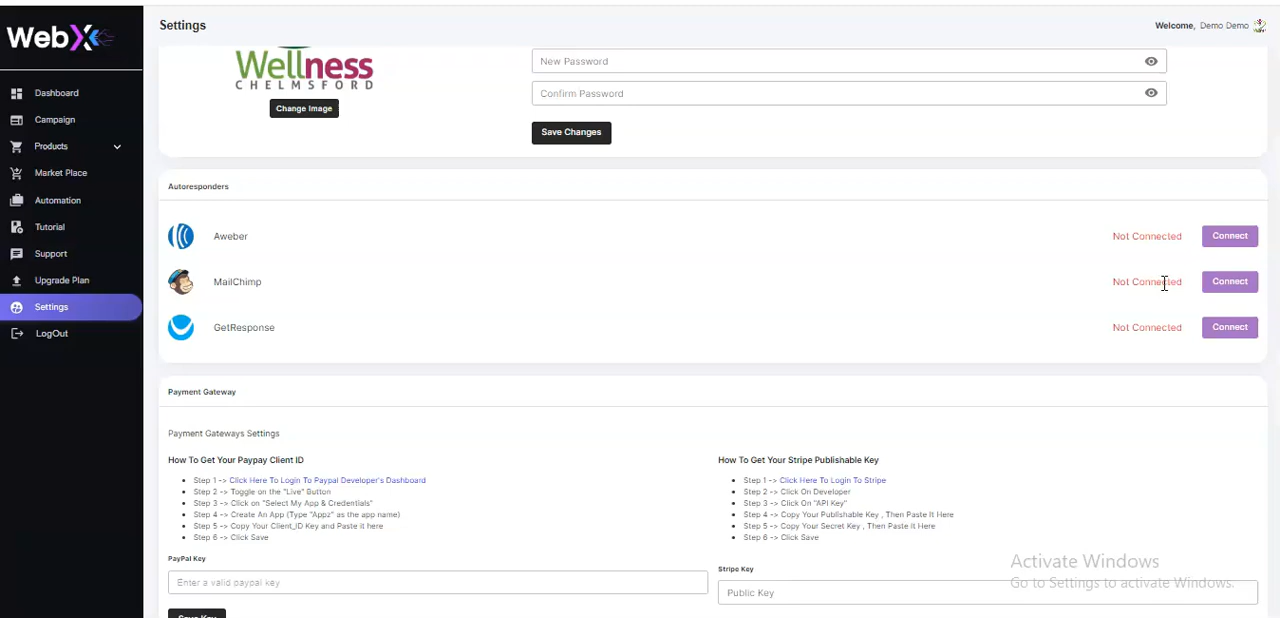 WebX
Settings
Welcome, Demo Demo
Dashboard
Campaign
Products
Market Place
Automation
Tutorial
Support
Upgrade Plan
Settings
LogOut
Wellness
CHELMSFORD
Change Image
New Password
Confirm Password
Save Changes
Autoresponders
Aweber
Not Connected
Connect
MailChimp
Not Connected
Connect
GetResponse
Not Connected
Connect
Payment Gateway
Payment Gateways Settings
How To Get Your Paypay Client ID
Step 1 -> Click Here To Login To Paypal Developer's Dashboard
Step 2 -> Toggle on the "Live" Button
Step 3 -> Click on "Select My App & Credentials"
Step 4 -> Create An App (Type "Appz" as the app name)
Step 5 -> Copy Your Client_ID Key and Paste it here
Step 6 -> Click Save
PayPal Key
Enter a valid paypal key
Save Key
How To Get Your Stripe Publishable Key
Step 1 -> Click Here To Login To Stripe
Step 2 -> Click On Developer
Step 3 -> Click On "API Key"
Step 4 -> Copy Your Publishable Key , Then Paste It Here
Step 5 -> Copy Your Secret Key , Then Paste It Here
Step 6 -> Click Save
Stripe Key
Public Key
Activate Windows
Go to Settings to activate Windows.